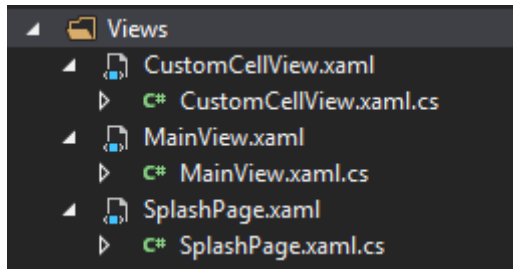 Views
CustomCellView.xaml
C# CustomCellView.xaml.cs
MainView.xaml
C# MainView.xaml.cs
SplashPage.xaml
C# SplashPage.xaml.cs